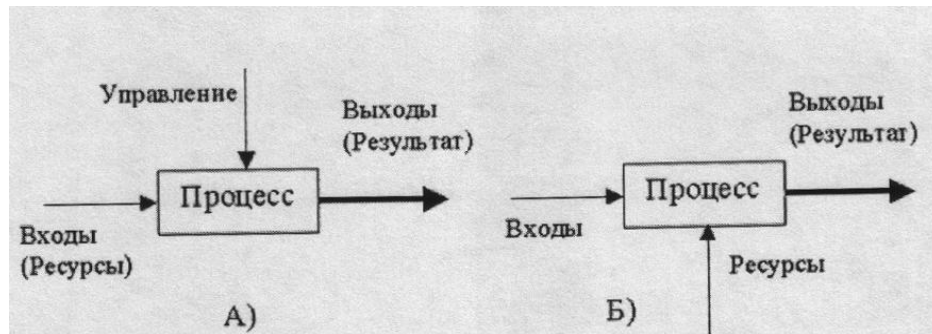 Управление
Выходы
(Результат)
Процесс
Входы
(Ресурсы)
А)
Выходы
(Результат)
Процесс
Входы
Ресурсы
Б)